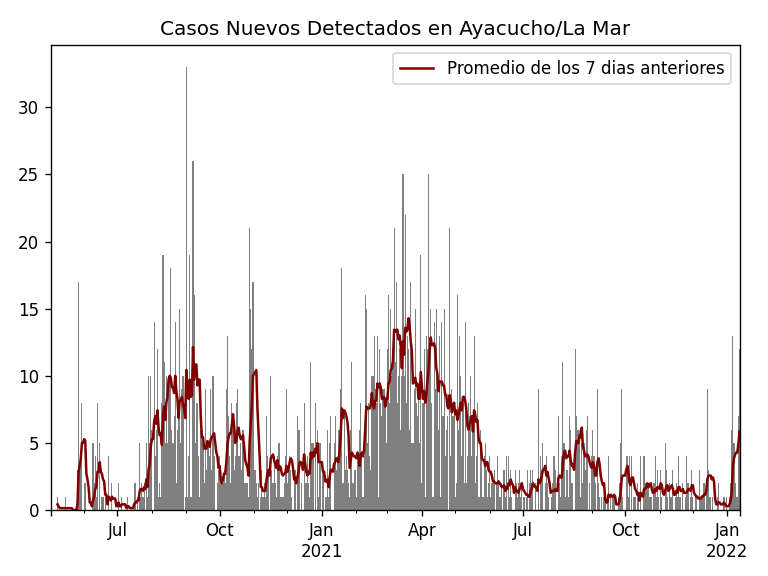 Casos Nuevos Detectados en Ayacucho/La Mar
Promedio de los 7 dias anteriores
30
25
20
15
10
5
0
Jul
Oct
Jan
2021
Apr
Jul
Oct
Jan
2022